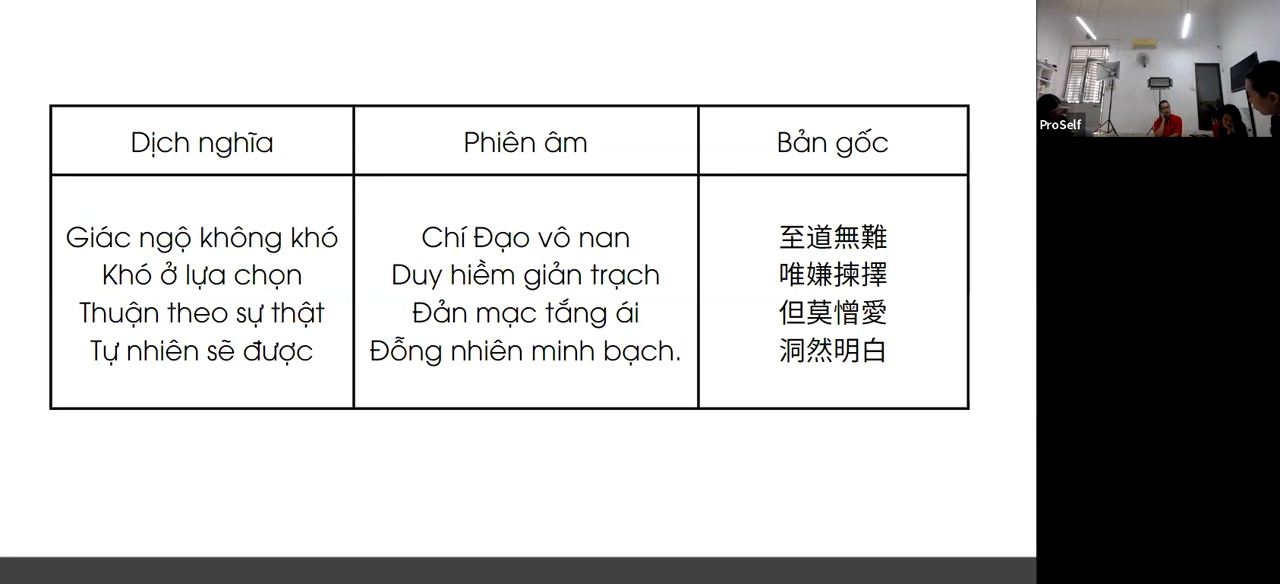 Dịch nghĩa
Phiên âm
Bản gốc
Giác ngộ không khó
Khó ở lựa chọn
Thuận theo sự thật
Tự nhiên sẽ được
Chí Đạo vô nan
Duy hiềm giản trạch
Đản mạc tắng ái
Đỗng nhiên minh bạch.
至道無難
唯嫌揀擇
但莫憎愛
洞然明白
ProSelf